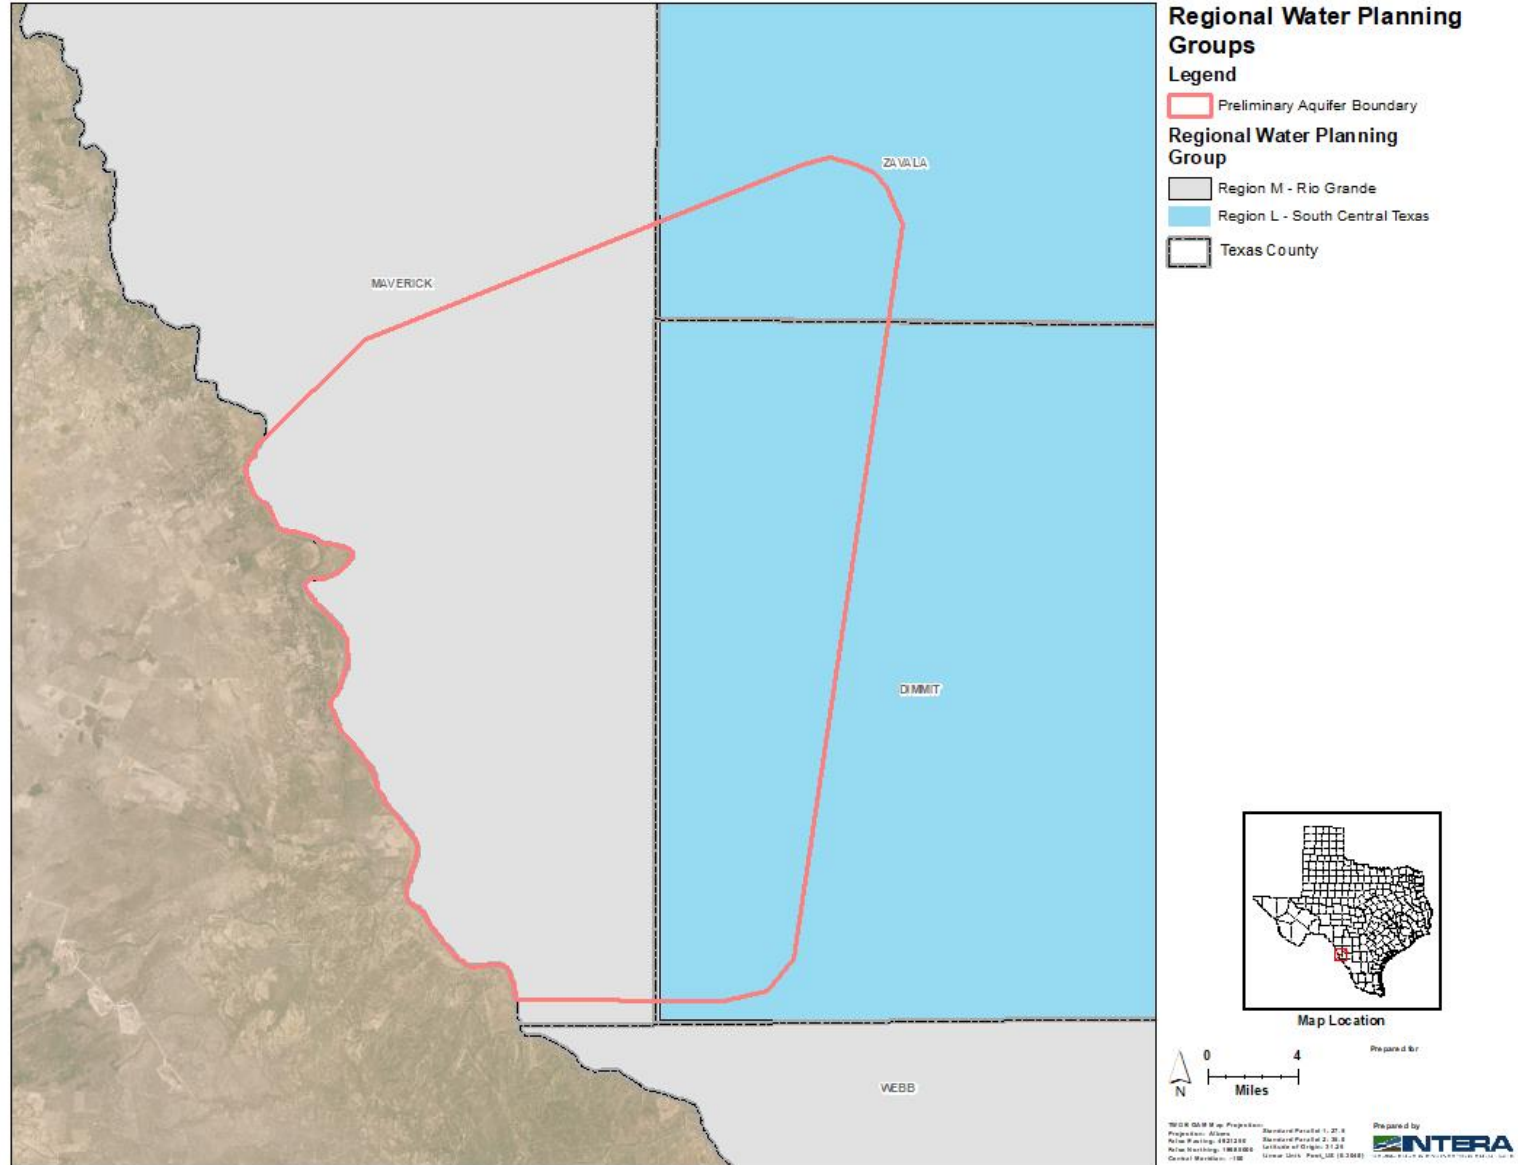 Regional Water Planning
Groups
Legend
Preliminary Aquifer Boundary
Regional Water Planning
Group
Region M - Rio Grande
Region L - South Central Texas
Texas County
ZAVALA
MAVERICK
DIMMIT
WEBB
Map Location
0 4
Miles
N
Prepared for
Prepared by
INTERA